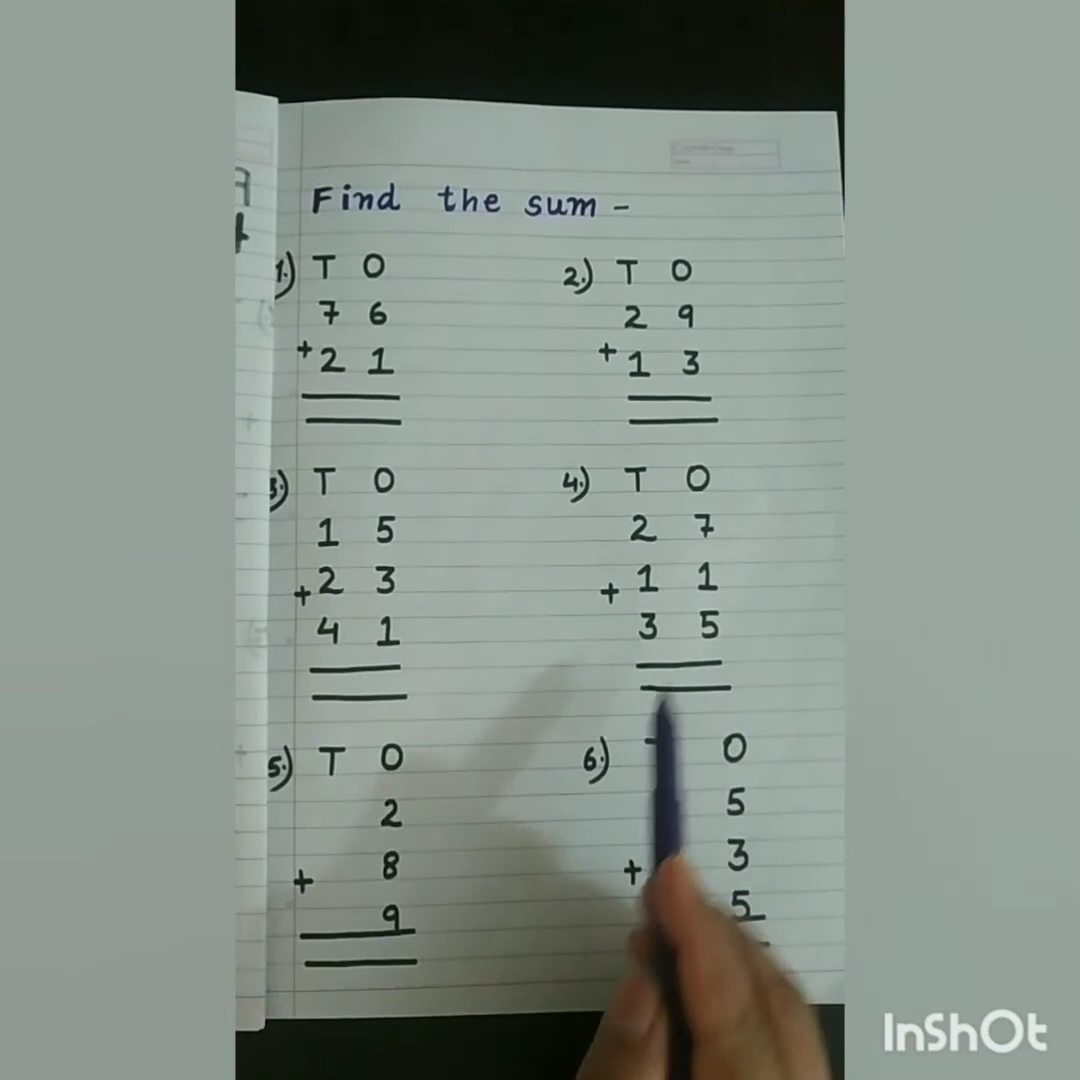 Find the sum -
1.) T O
7 6
+ 2 1
2.) T O
2 9
+ 1 3
3.) T O
1 5
+ 2 3
4 1
4.) T O
2 7
+ 1 1
3 5
5.) T O
2
+ 8
9
6.) O
5
+ 3
5
InShOt